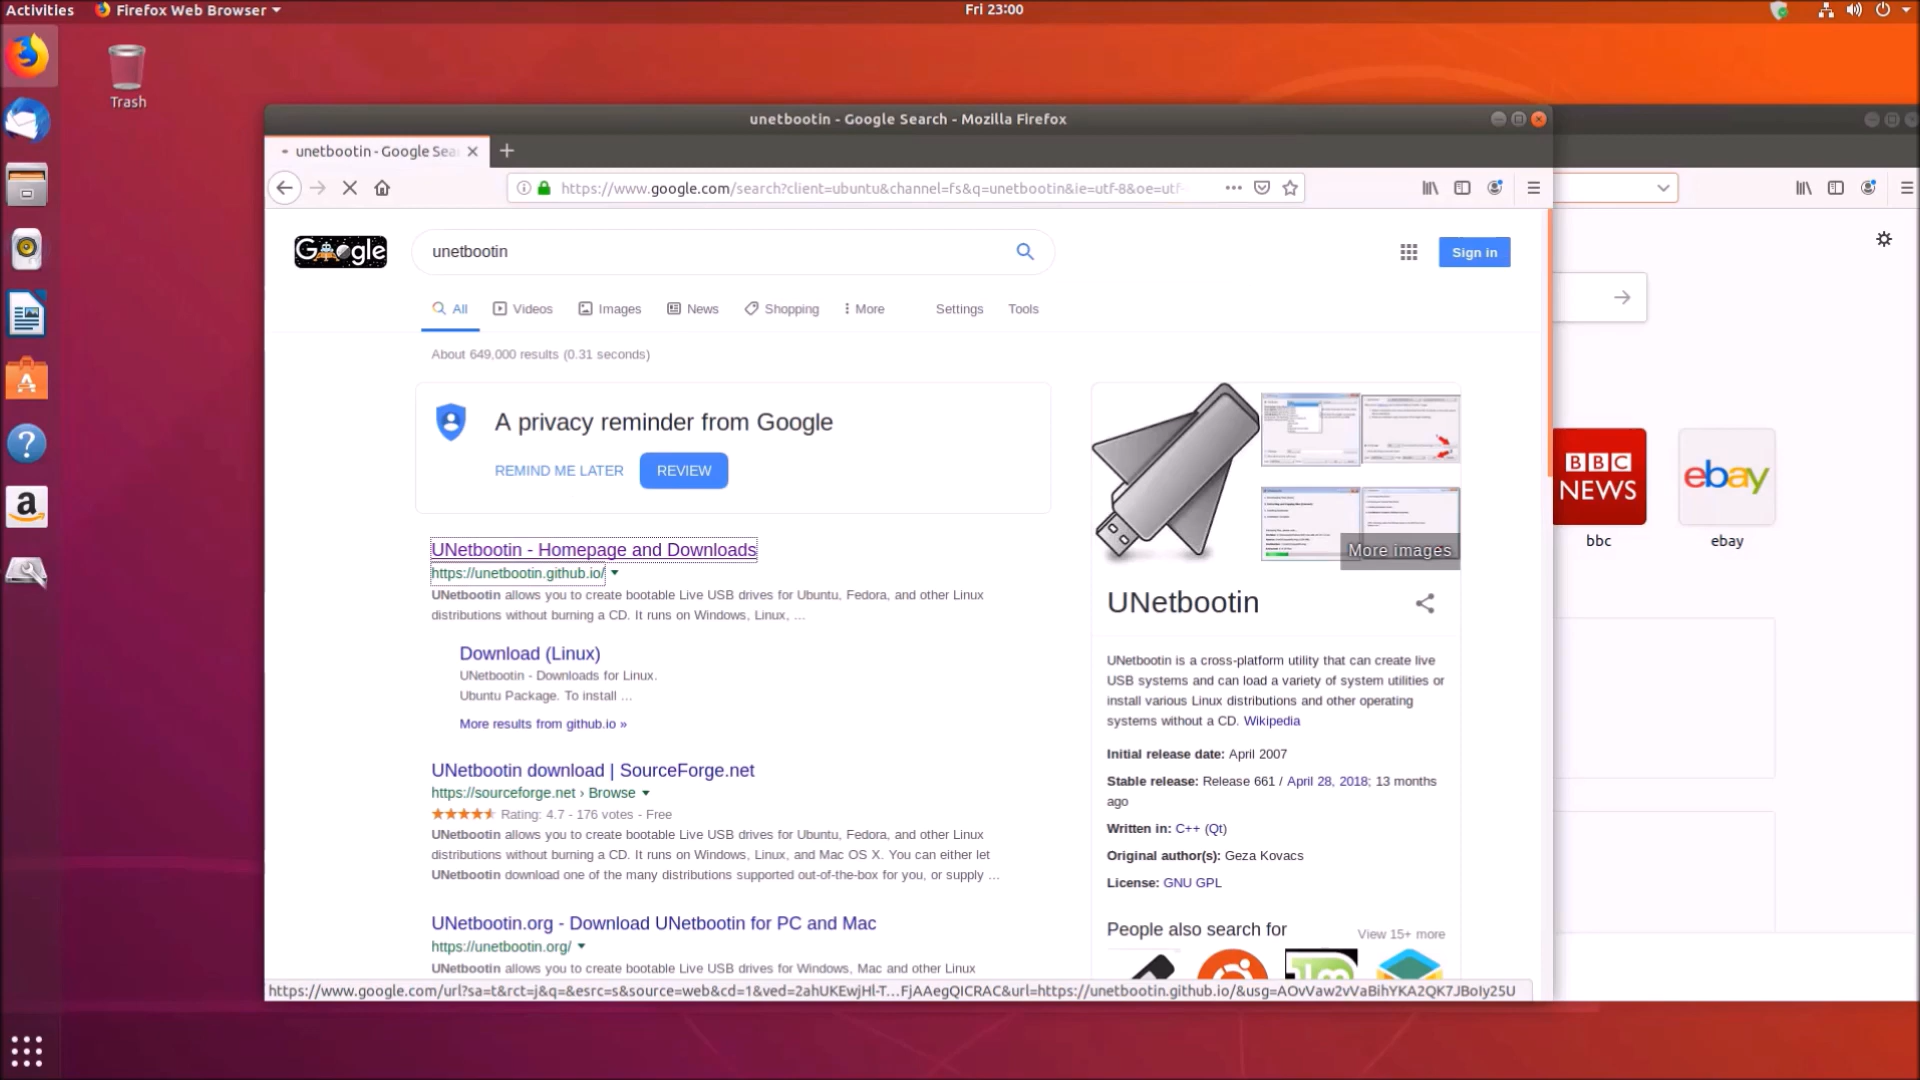 Activities Firefox Web Browser Fri 23:00
Trash
unetbootin - Google Search - Mozilla Firefox
unetbootin - Google Sea
https://www.google.com/search?client=ubuntu&channel=fs&q=unetbootin&ie=utf-8&oe=utf-
Google
unetbootin
Sign in
All Videos Images News Shopping More Settings Tools
About 649,000 results (0.31 seconds)
A privacy reminder from Google
REMIND ME LATER REVIEW
UNetbootin - Homepage and Downloads
https://unetbootin.github.io/
UNetbootin allows you to create bootable Live USB drives for Ubuntu, Fedora, and other Linux
distributions without burning a CD. It runs on Windows, Linux, ...
Download (Linux)
UNetbootin - Downloads for Linux.
Ubuntu Package. To install ...
More results from github.io »
UNetbootin download | SourceForge.net
https://sourceforge.net › Browse
Rating: 4.7 - 176 votes - Free
UNetbootin allows you to create bootable Live USB drives for Ubuntu, Fedora, and other Linux
distributions without burning a CD. It runs on Windows, Linux, and Mac OS X. You can either let
UNetbootin download one of the many distributions supported out-of-the-box for you, or supply ...
UNetbootin.org - Download UNetbootin for PC and Mac
https://unetbootin.org/
UNetbootin allows you to create bootable Live USB drives for Windows, Mac and other Linux
More images
UNetbootin
UNetbootin is a cross-platform utility that can create live
USB systems and can load a variety of system utilities or
install various Linux distributions and other operating
systems without a CD. Wikipedia
Initial release date: April 2007
Stable release: Release 661 / April 28, 2018; 13 months
ago
Written in: C++ (Qt)
Original author(s): Geza Kovacs
License: GNU GPL
People also search for View 15+ more
BBC
NEWS
bbc
ebay
ebay
https://www.google.com/url?sa=t&rct=j&q=&esrc=s&source=web&cd=1&ved=2ahUKEwjHl-T...FjAAegQICRAC&url=https://unetbootin.github.io/&usg=AOvVaw2vVaBihYKA2QK7JBoIy25U